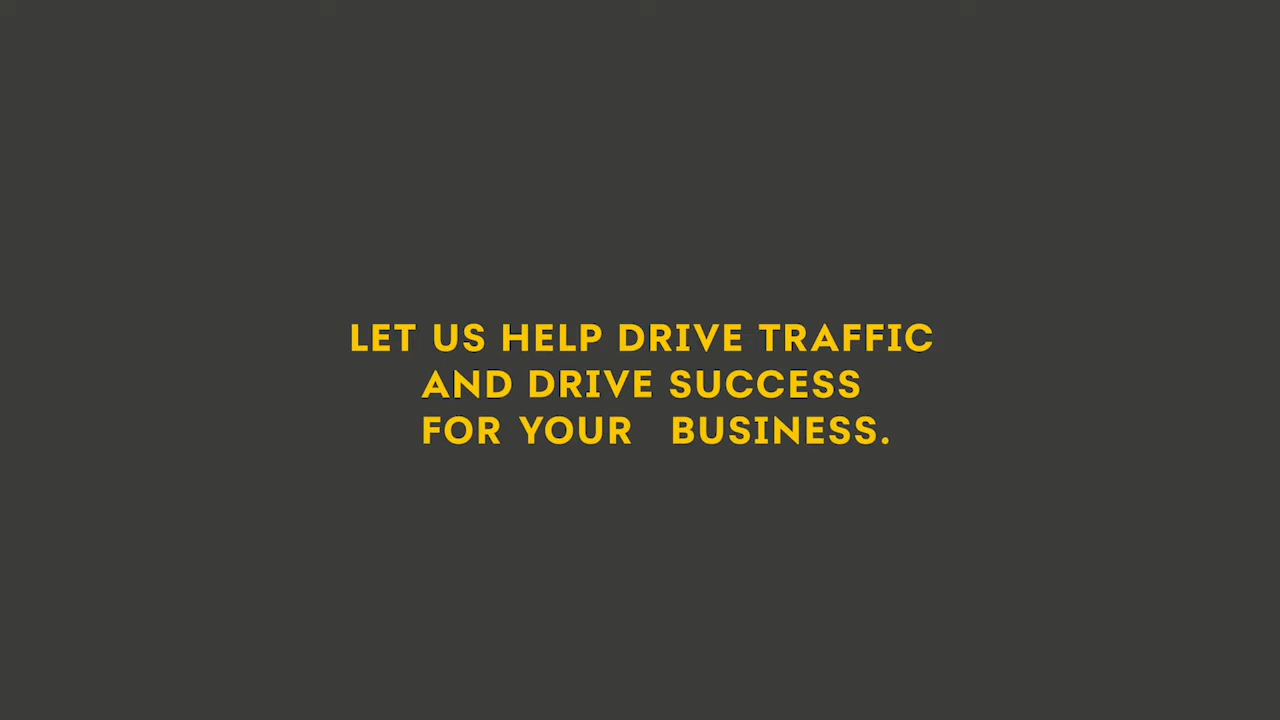 LET US HELP DRIVE TRAFFIC
AND DRIVE SUCCESS
FOR YOUR BUSINESS.